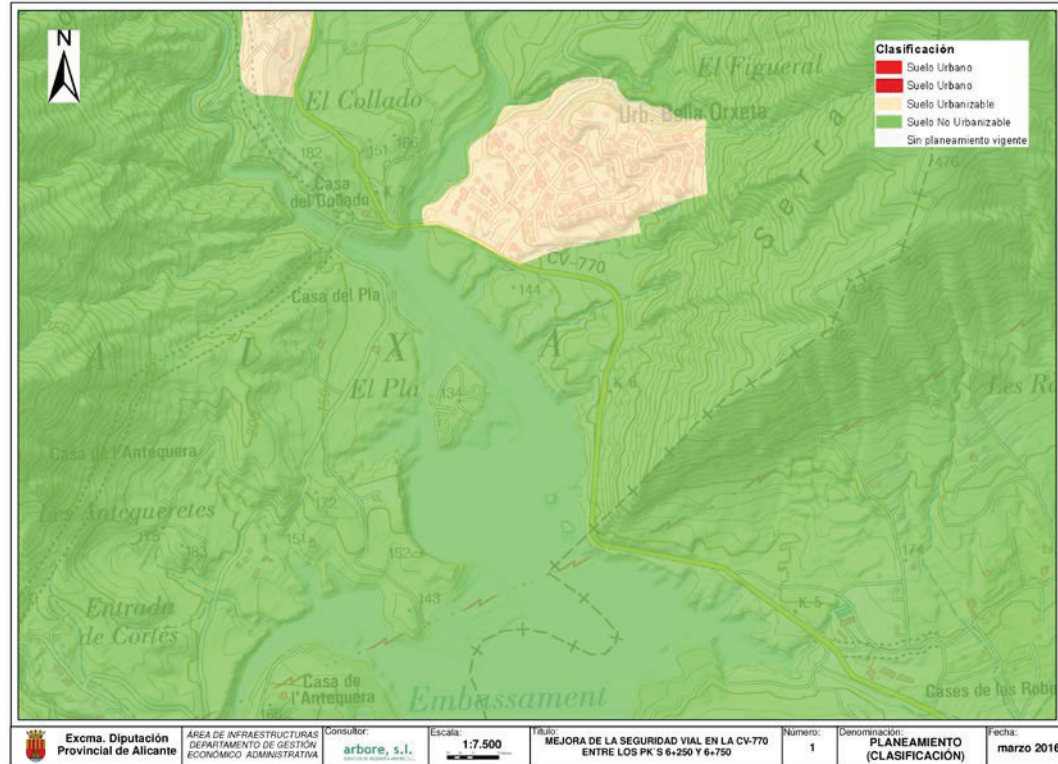 N
Clasificación
Suelo Urbano
Suelo Urbano
Suelo Urbanizable
Suelo No Urbanizable
Sin planeamiento vigente
El Figueral
Urb. Bella Orxeta
El Collado
182
151
166
Casa
del Collado
K. 7
476
Serra
CV-770
144
Casa del Pla
350
A I X A
El Pla
134
K. 6
Casa de l'Antequera
Les Antequeretes
172
175
183
151
152
143
174
K. 5
Entrada
de Cortés
Casa de
l'Antequera
166
Embassament
Cases de les
Excma. Diputación
Provincial de Alicante
ÁREA DE INFRAESTRUCTURAS
DEPARTAMENTO DE GESTIÓN
ECONÓMICO ADMINISTRATIVA
Consultor:
arbore, s.l.
Escala:
1:7.500
Título:
MEJORA DE LA SEGURIDAD VIAL EN LA CV-770
ENTRE LOS PK´S 6+250 Y 6+750
Número:
1
Denominación:
PLANEAMIENTO
(CLASIFICACIÓN)
Fecha:
marzo 2016